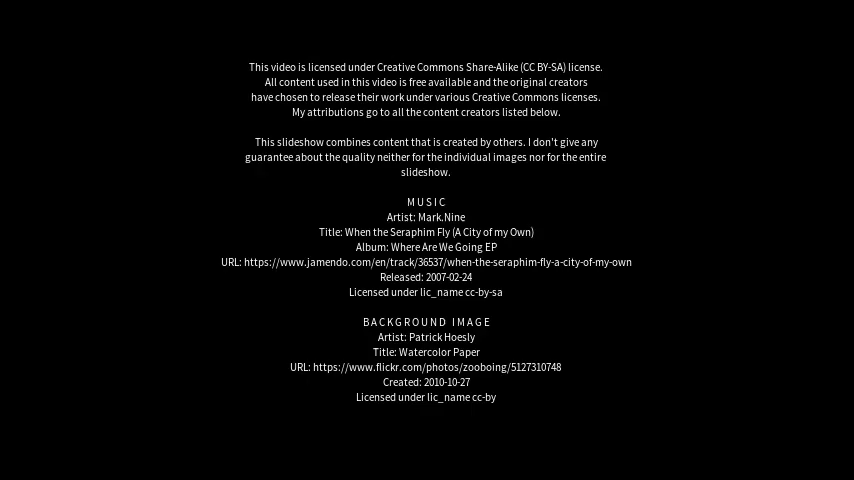 This video is licensed under Creative Commons Share-Alike (CC BY-SA) license.
All content used in this video is free available and the original creators
have chosen to release their work under various Creative Commons licenses.
My attributions go to all the content creators listed below.
This slideshow combines content that is created by others. I don't give any
guarantee about the quality neither for the individual images nor for the entire
slideshow.
MUSIC
Artist: Mark.Nine
Title: When the Seraphim Fly (A City of my Own)
Album: Where Are We Going EP
URL: https://www.jamendo.com/en/track/36537/when-the-seraphim-fly-a-city-of-my-own
Released: 2007-02-24
Licensed under lic_name cc-by-sa
BACKGROUND IMAGE
Artist: Patrick Hoesly
Title: Watercolor Paper
URL: https://www.flickr.com/photos/zooboing/5127310748
Created: 2010-10-27
Licensed under lic_name cc-by